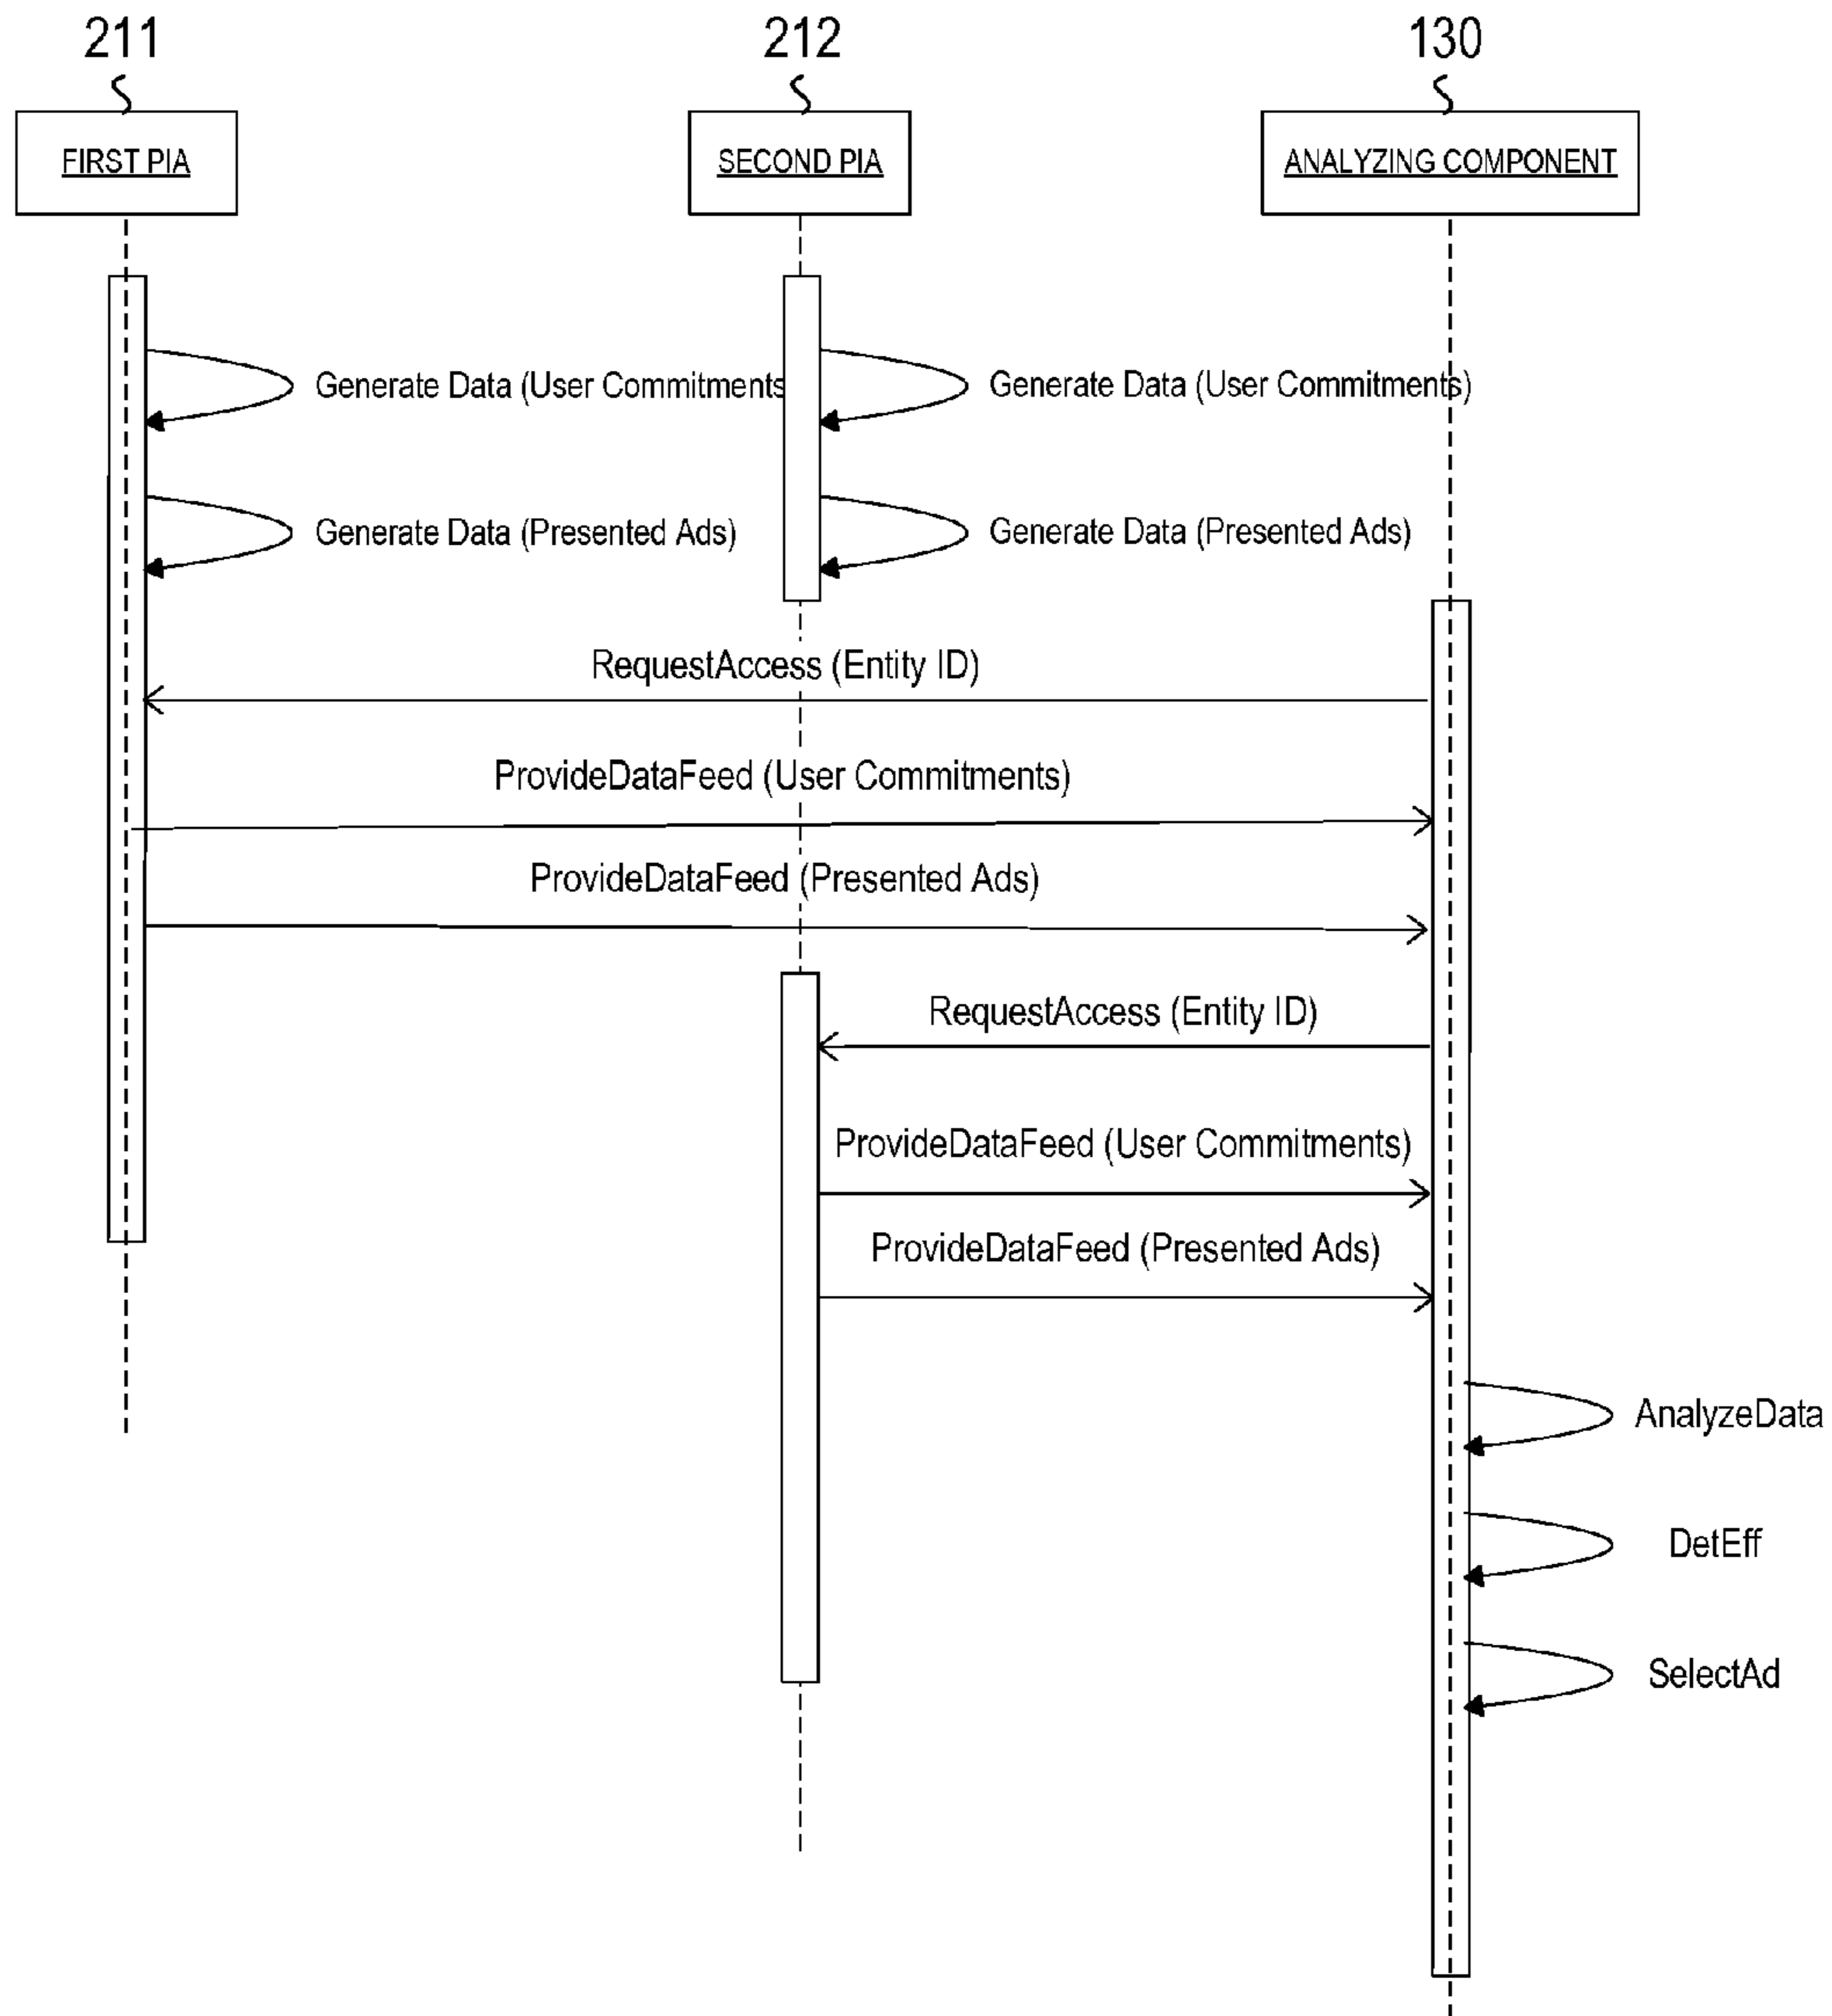 211
212
130
FIRST PIA
SECOND PIA
ANALYZING COMPONENT
Generate Data (User Commitments
Generate Data (User Commitments)
Generate Data (Presented Ads)
Generate Data (Presented Ads)
RequestAccess (Entity ID)
ProvideDataFeed (User Commitments)
ProvideDataFeed (Presented Ads)
RequestAccess (Entity ID)
ProvideDataFeed (User Commitments)
ProvideDataFeed (Presented Ads)
AnalyzeData
DetEff
SelectAd